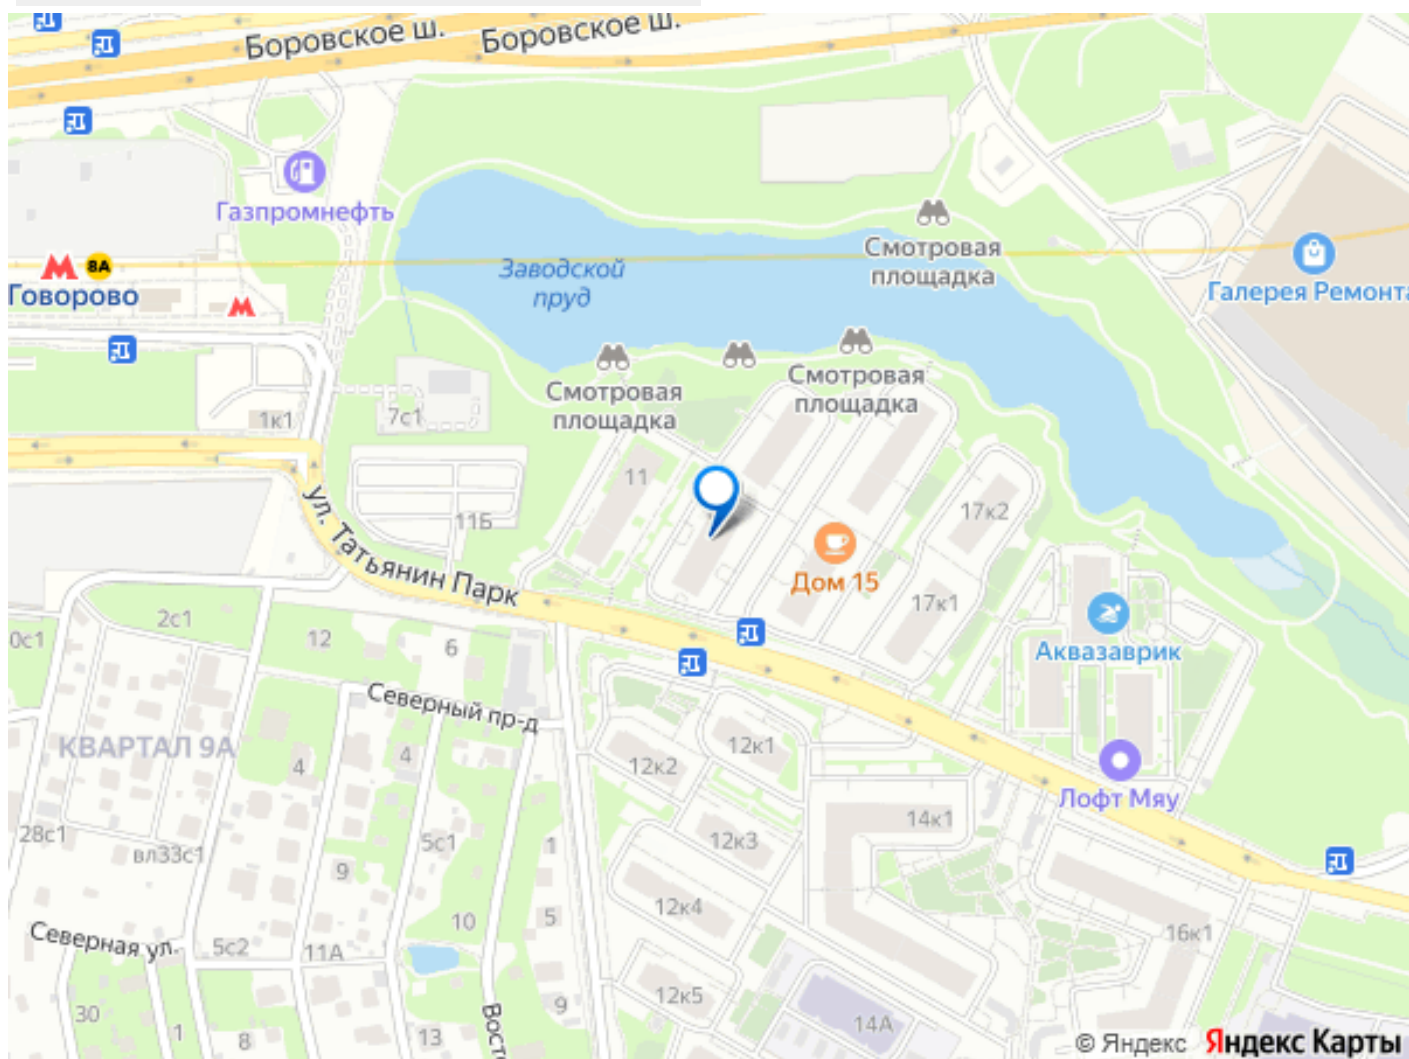 Боровское ш.
Боровское ш.
Газпромнефть
М 8А
Говорово
М
Заводской
пруд
Смотровая
площадка
Галерея Ремонта
Смотровая
площадка
Смотровая
площадка
1к1
7с1
11
11Б
17к2
ул. Татьянин Парк
Дом 15
17к1
Аквазаврик
0с1
2с1
12
6
Северный пр-д
КВАРТАЛ 9А
4
4
12к2
12к1
Лофт Мяу
14к1
28с1
вл33с1
5с1
9
1
12к3
10
5
12к4
Северная ул.
5с2
11А
16к1
30
1
8
13
Вост
9
12к5
14А
© Яндекс Яндекс Карты